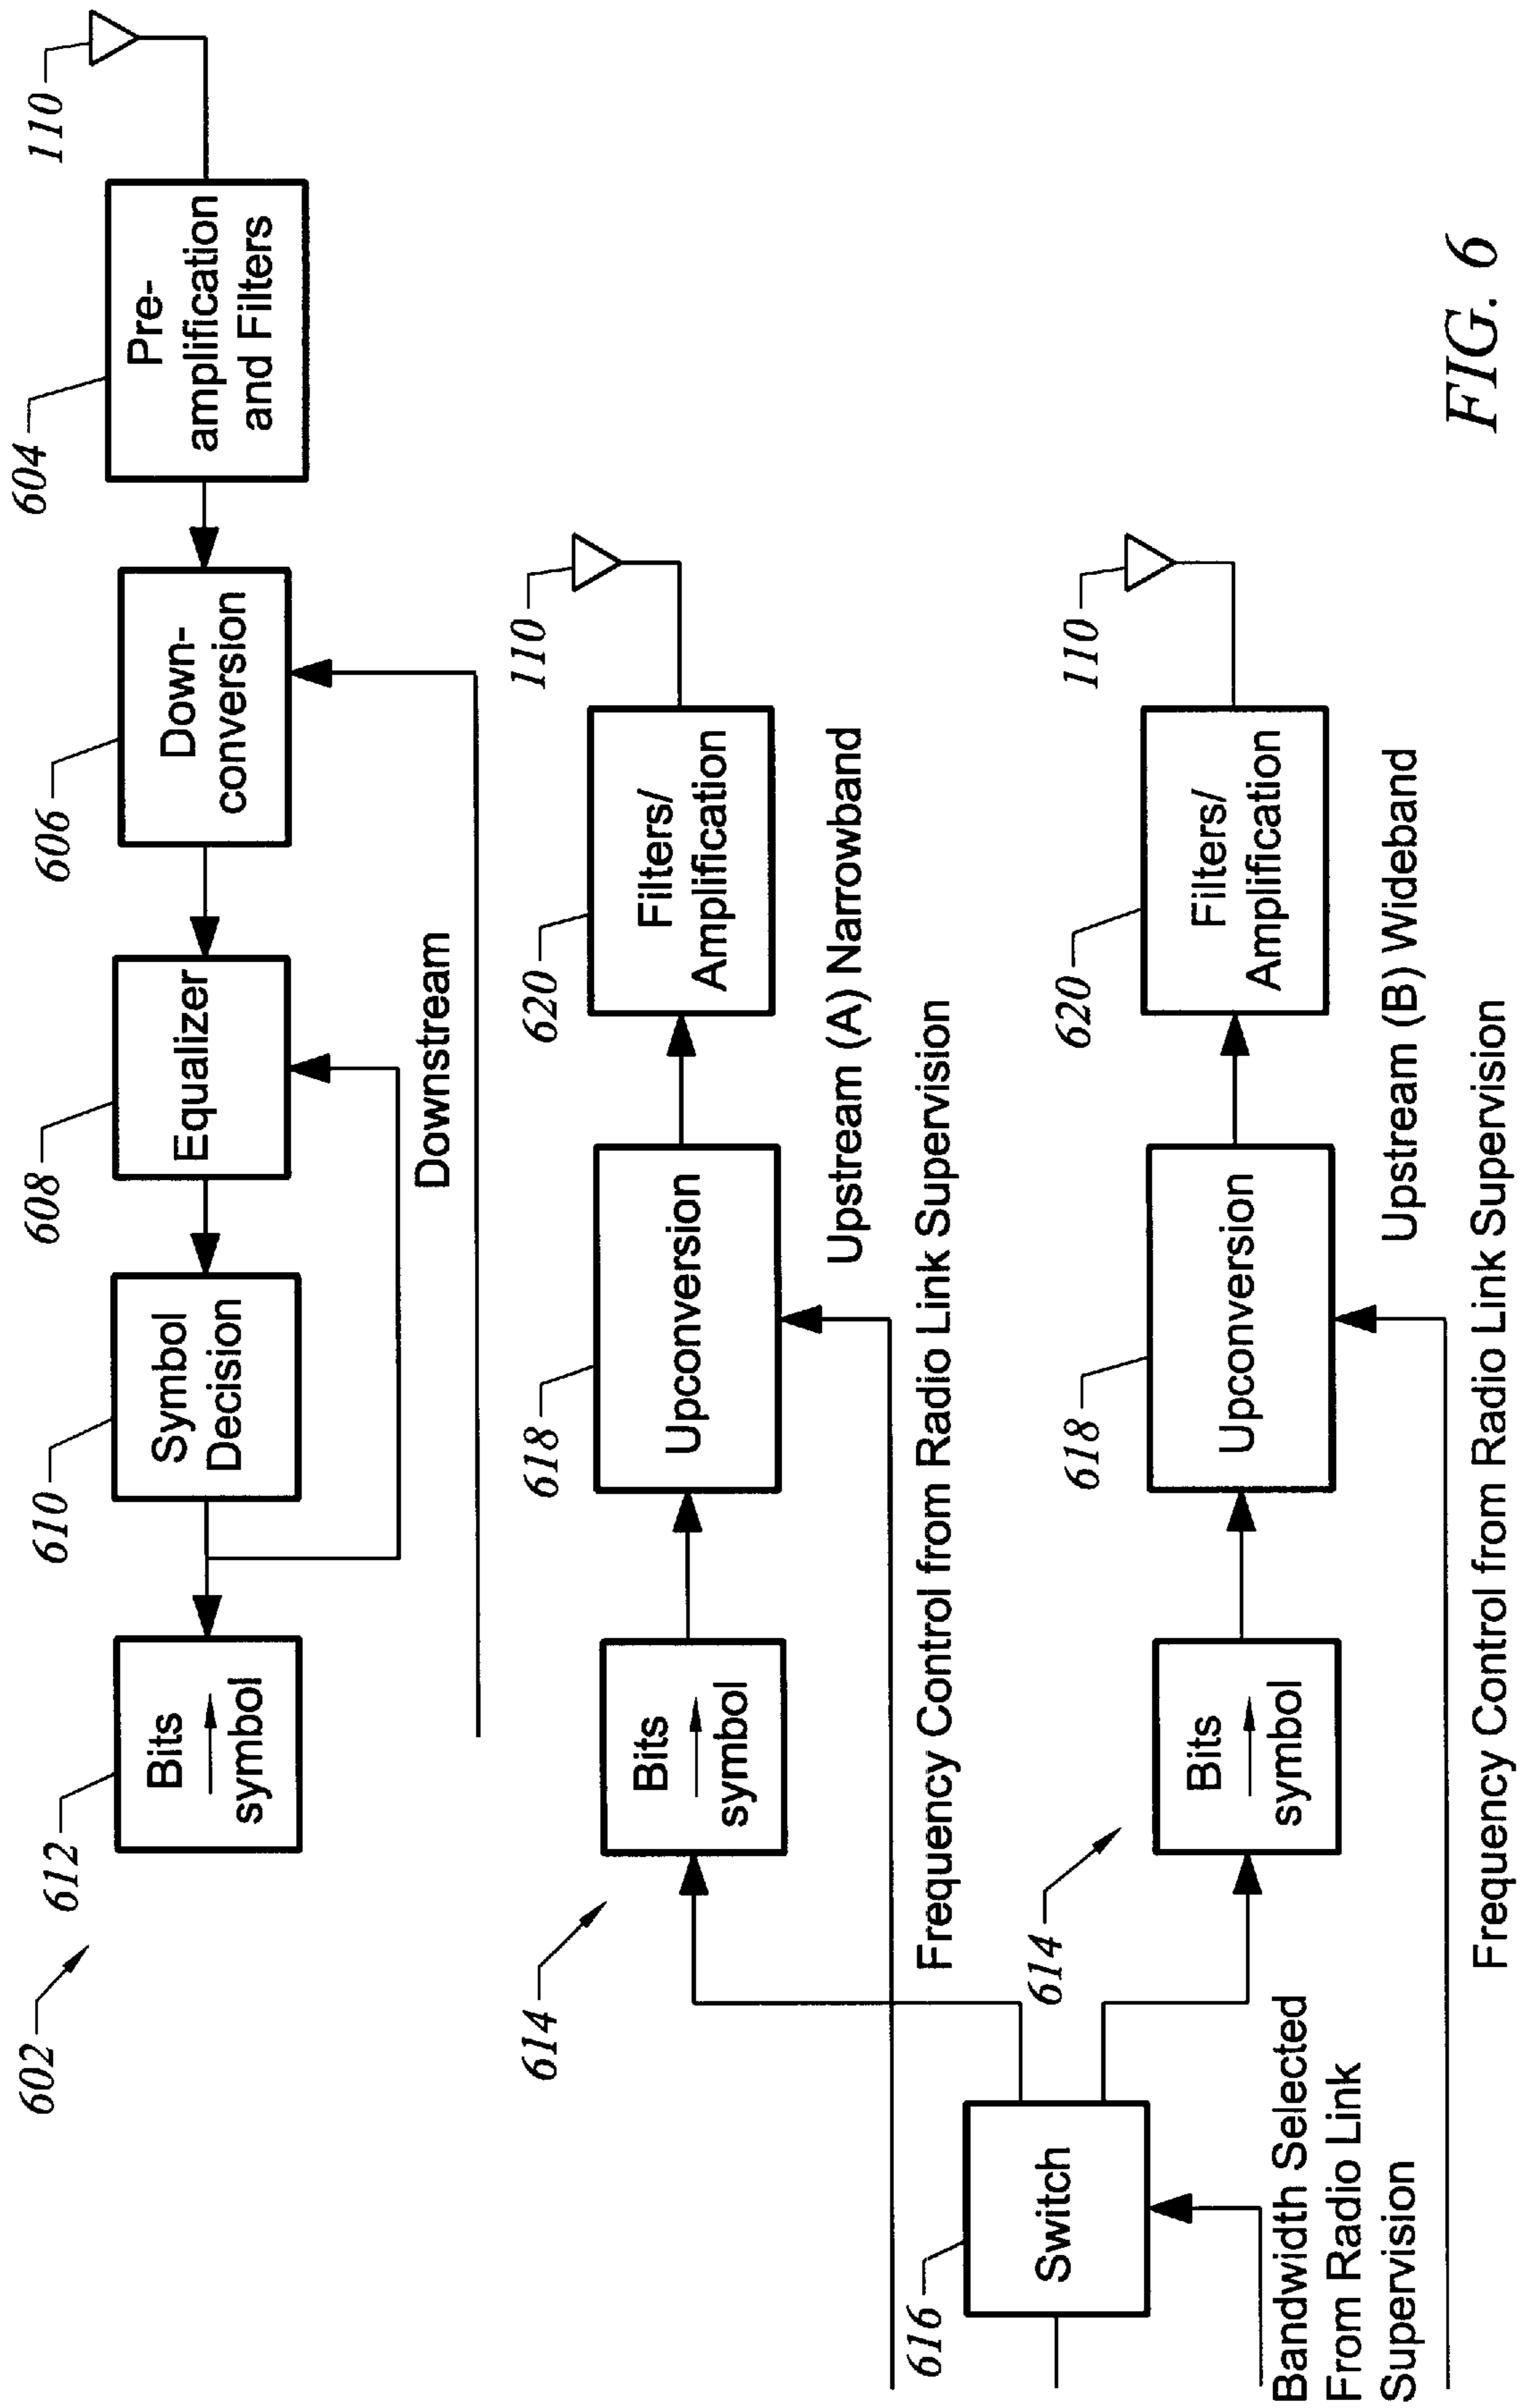 602
612
Bits
symbol
610
Symbol
Decision
608
Equalizer
606
Down-
conversion
604
Pre-
amplification
and Filters
110
Downstream
614
Bits
symbol
618
Upconversion
620
Filters/
Amplification
110
Upstream (A) Narrowband
Frequency Control from Radio Link Supervision
616
Switch
Bandwidth Selected
From Radio Link
Supervision
614
Bits
symbol
618
Upconversion
620
Filters/
Amplification
110
Upstream (B) Wideband
Frequency Control from Radio Link Supervision
FIG. 6